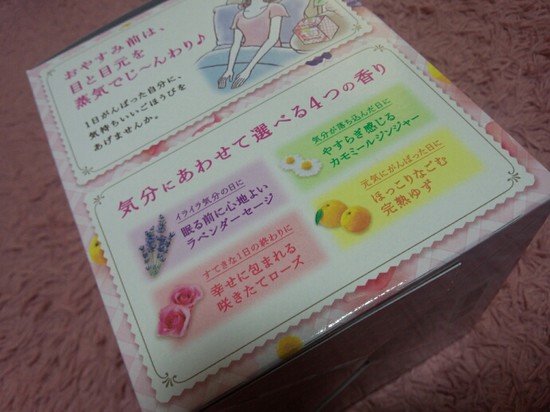 おやすみ前は、
目と目元を
蒸気でじ〜んわり♪
1日がんばった自分に、
気持ちいいごほうびを
あげませんか。
気分にあわせて選べる4つの香り
イライラ気分の日に
眠る前に心地よい
ラベンダーセージ
気分が落ち込んだ日に
やすらぎ感じる
カモミールジンジャー
すてきな1日の終わりに
幸せに包まれる
咲きたてローズ
元気にがんばった日に
ほっこりなごむ
完熟ゆず